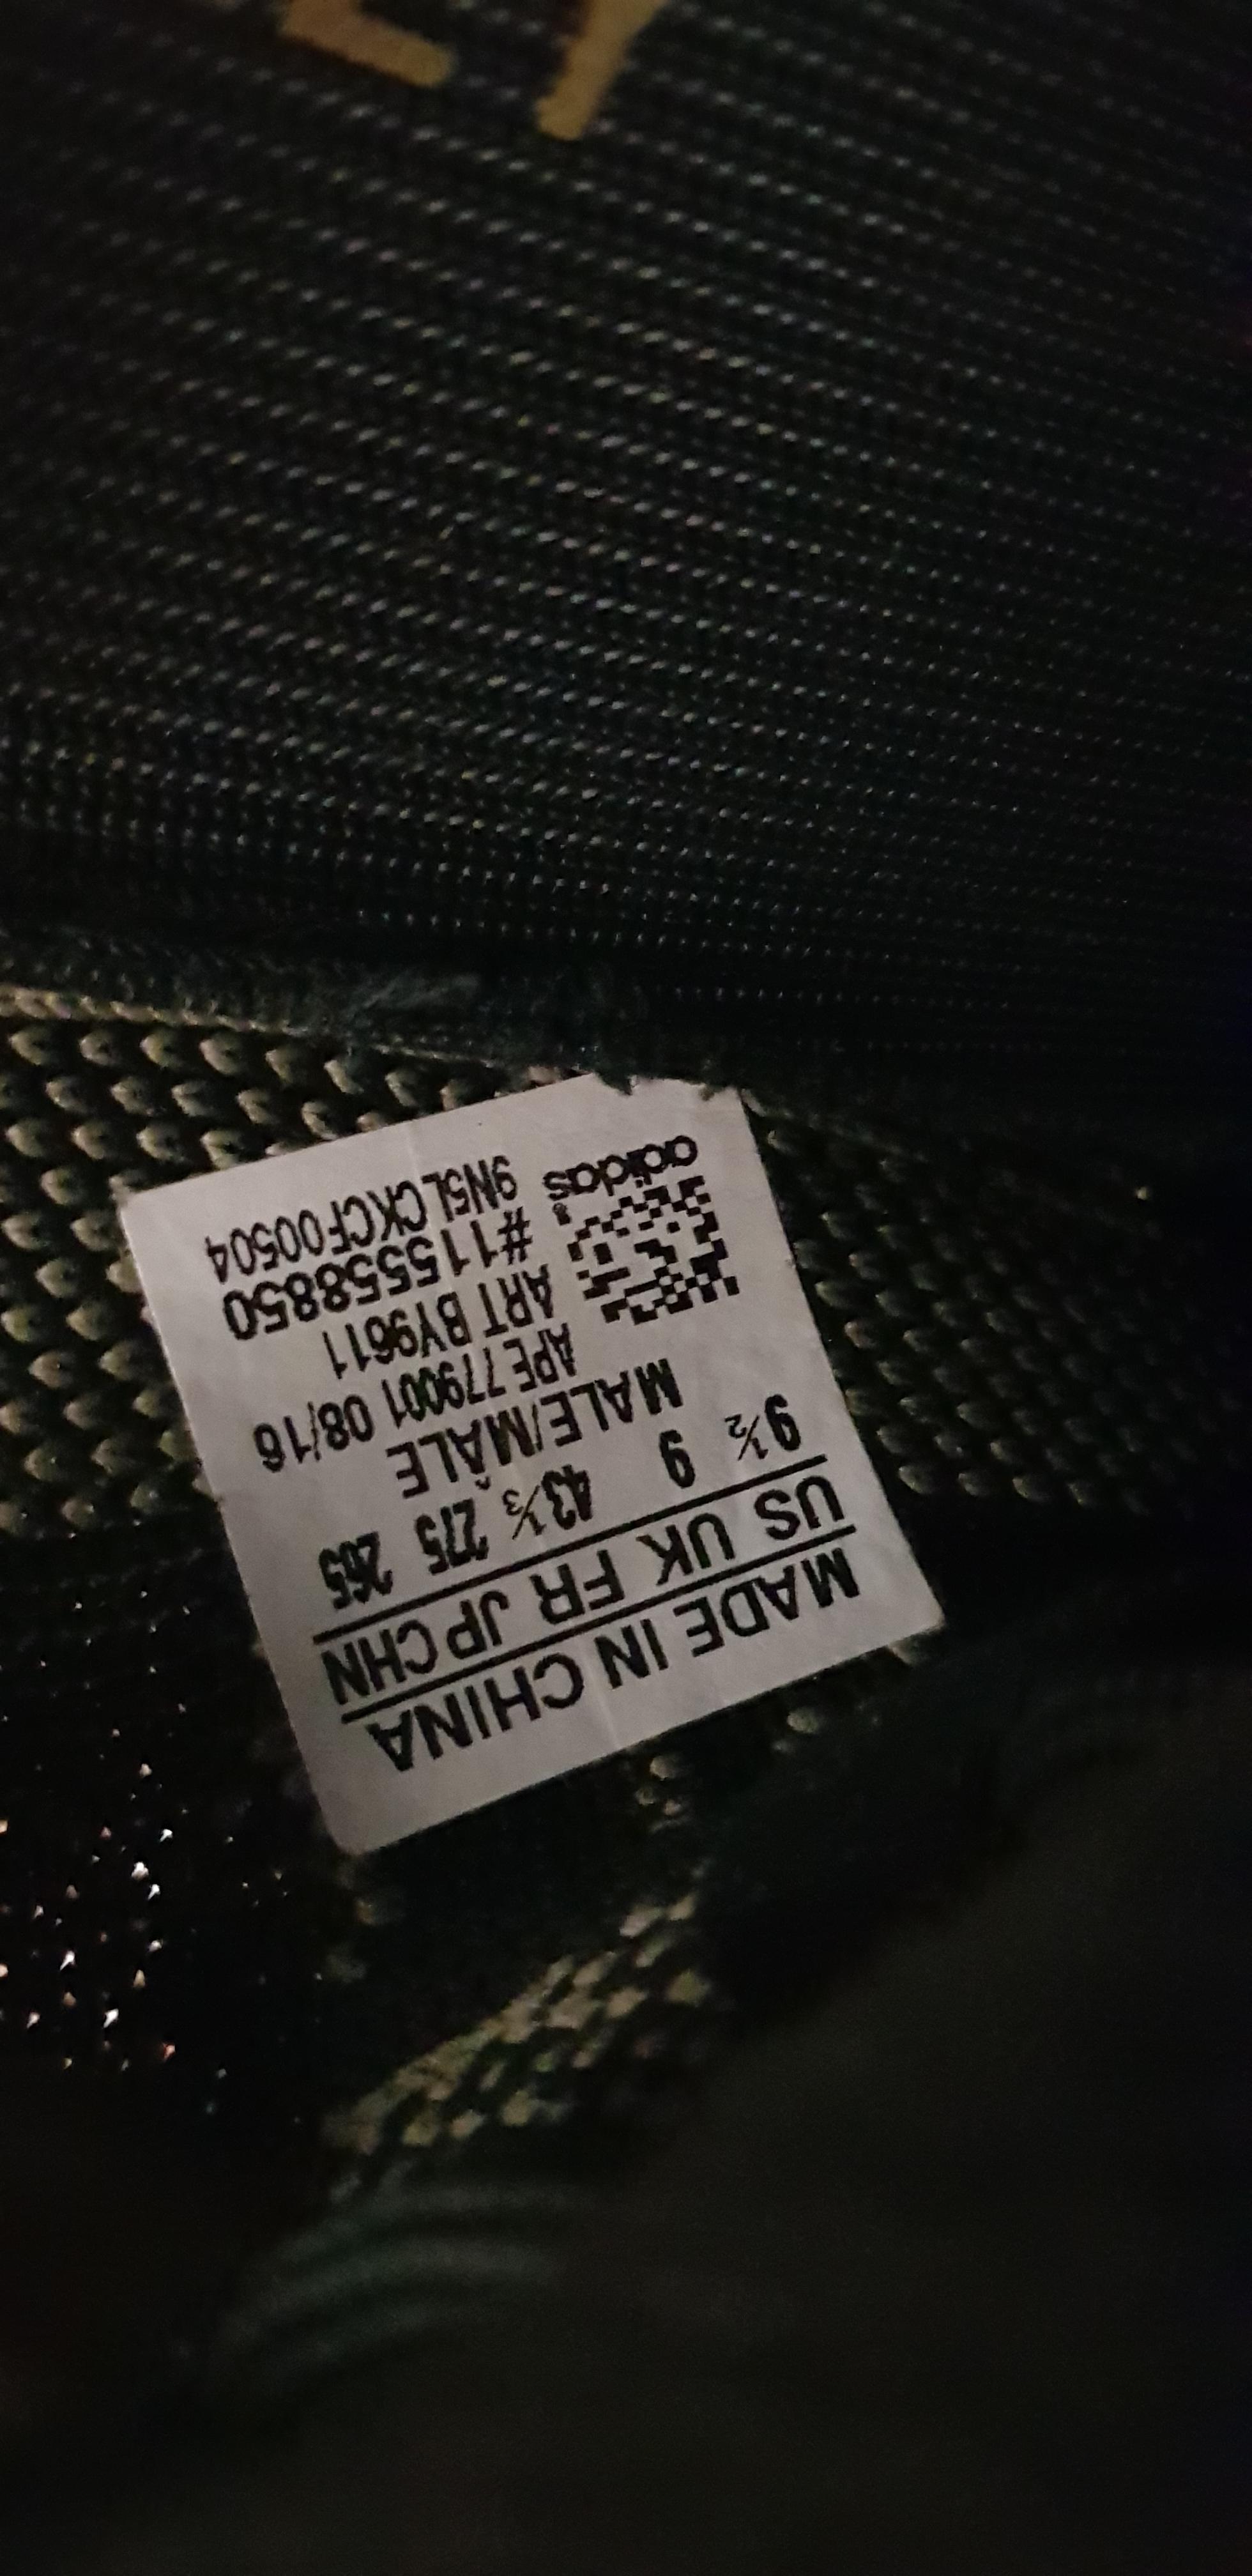 MADE IN CHINA
US UK FR JP CHN
9½ 9 43⅓ 275 265
MALE/MÂLE
APE 779001 08/16
ART BY9611
#11558850
9N5LCKCF00504
adidas